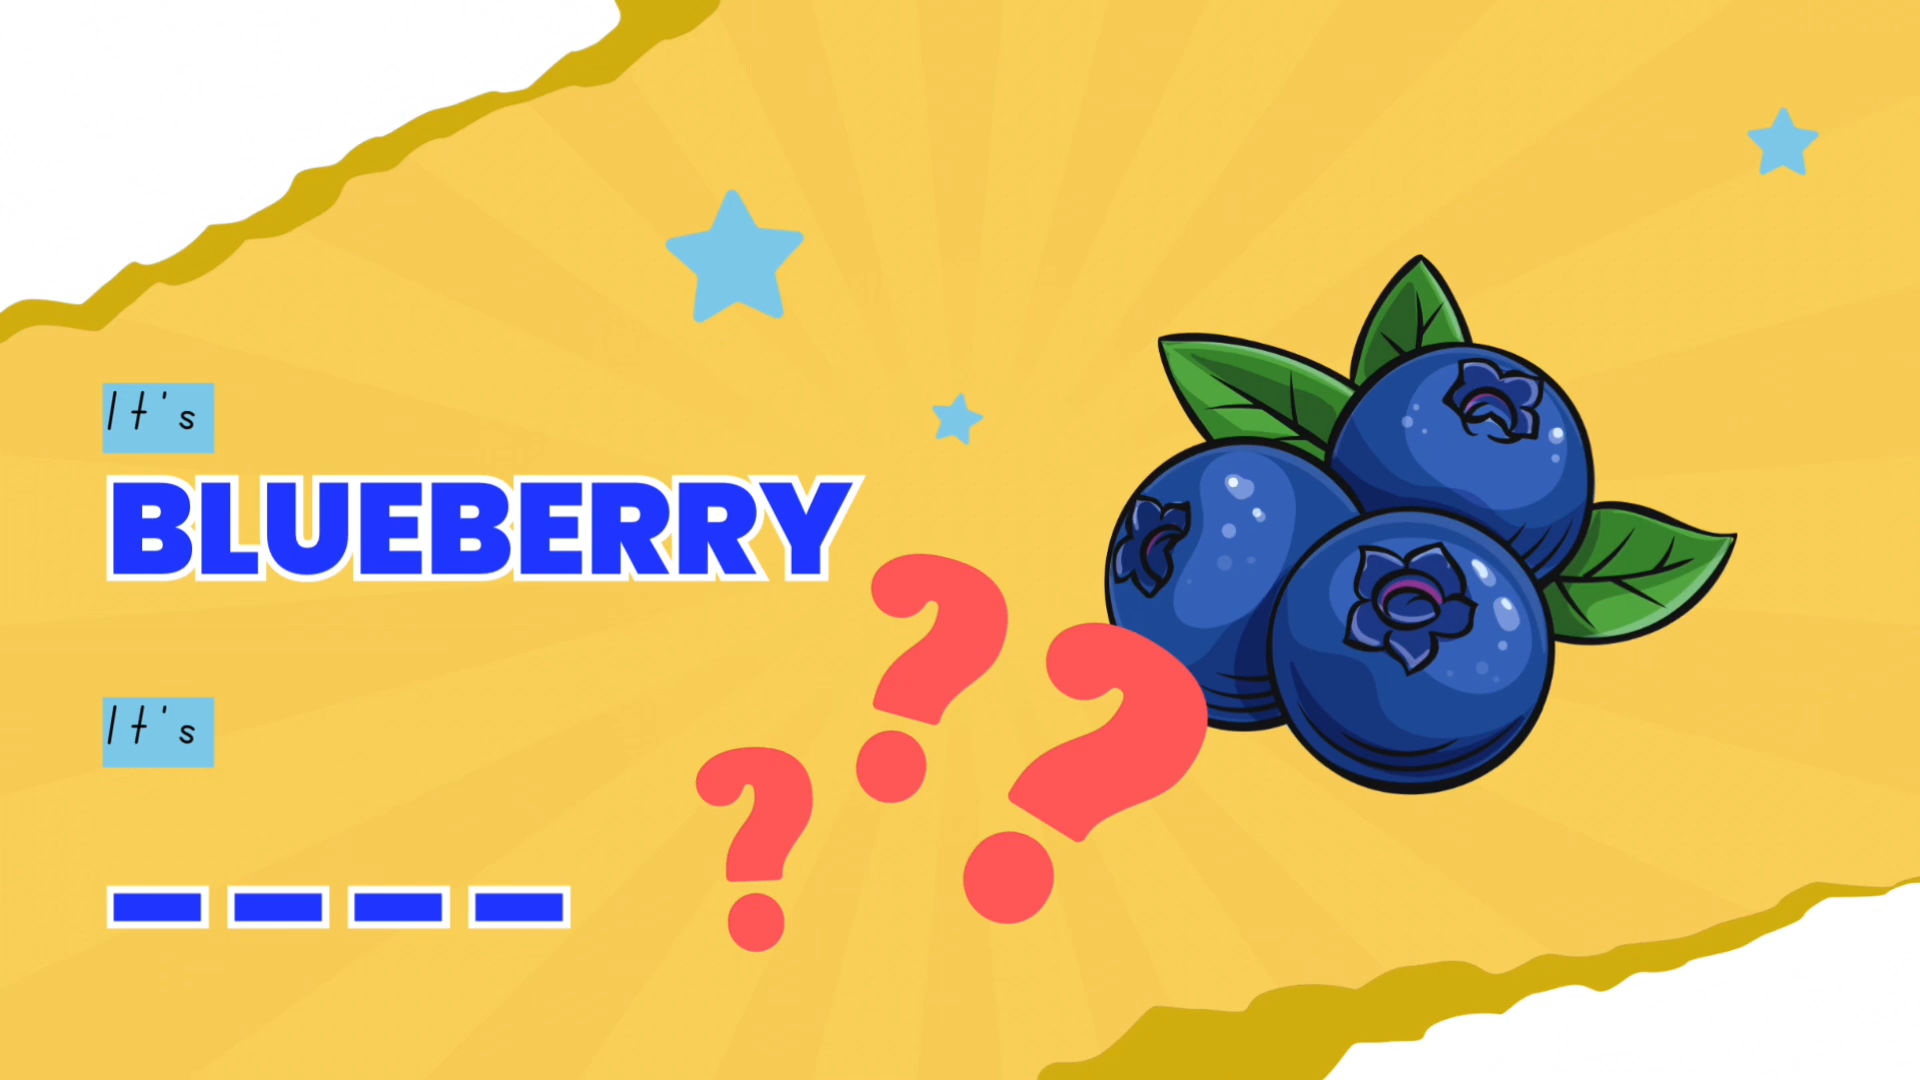 It's
BLUEBERRY
It's
_ _ _ _
? ? ?